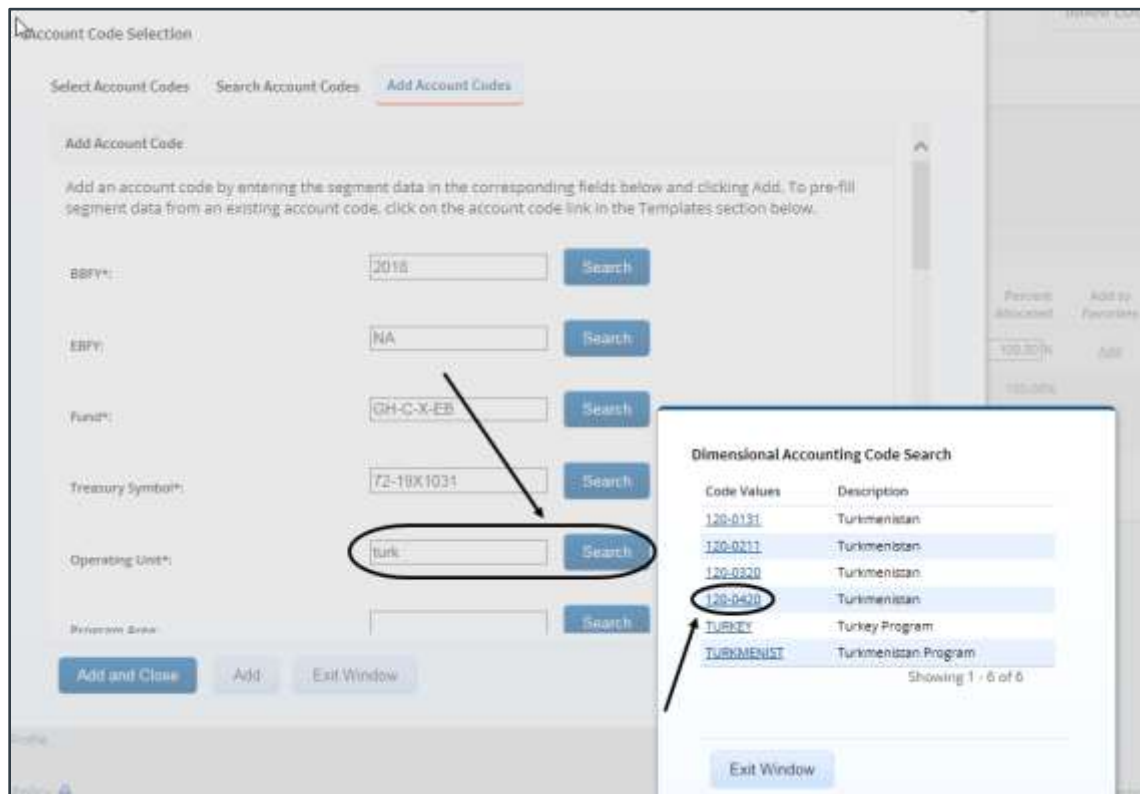 Account Code Selection
Select Account Codes Search Account Codes Add Account Codes
Add Account Code
Add an account code by entering the segment data in the corresponding fields below and clicking Add. To pre-fill
segment data from an existing account code, click on the account code link in the Templates section below.
BBFY*: 2018 Search
EBFY: NA Search
Fund*: GH-C-X-EB Search
Treasury Symbol*: 72-19X1031 Search
Operating Unit*: turk Search
Program Area: Search
Add and Close Add Exit Window
Percent Allocated Add to Favorites
100.00% Add
100.00%
Dimensional Accounting Code Search
Code Values Description
120-0131 Turkmenistan
120-0211 Turkmenistan
120-0320 Turkmenistan
120-0420 Turkmenistan
TURKEY Turkey Program
TURKMENIST Turkmenistan Program
Showing 1 - 6 of 6
Exit Window
Profile